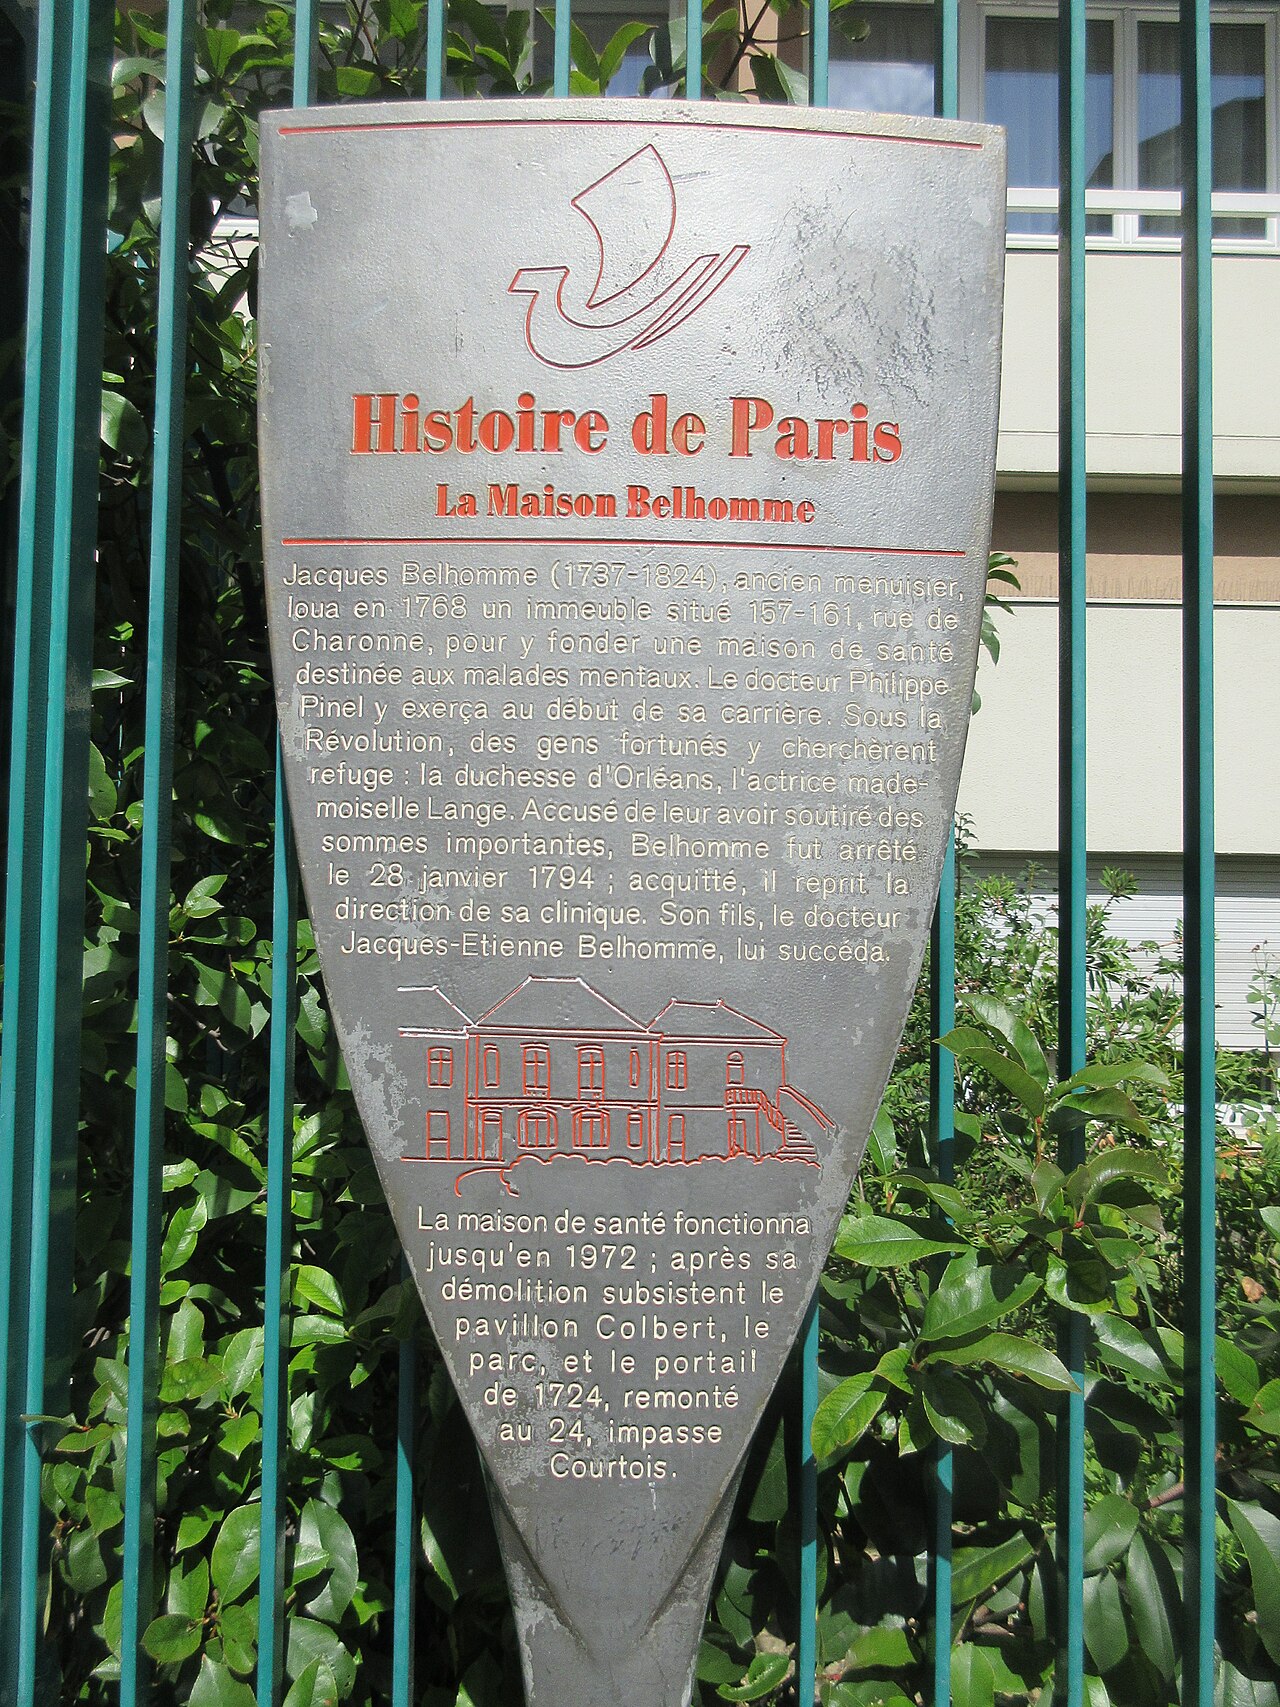 Histoire de Paris
La Maison Belhomme
Jacques Belhomme (1737-1824), ancien menuisier,
loua en 1768 un immeuble situé 157-161, rue de
Charonne, pour y fonder une maison de santé
destinée aux malades mentaux. Le docteur Philippe
Pinel y exerça au début de sa carrière. Sous la
Révolution, des gens fortunés y cherchèrent
refuge : la duchesse d'Orléans, l'actrice made-
moiselle Lange. Accusé de leur avoir soutiré des
sommes importantes, Belhomme fut arrêté
le 28 janvier 1794 ; acquitté, il reprit la
direction de sa clinique. Son fils, le docteur
Jacques-Etienne Belhomme, lui succéda.
La maison de santé fonctionna
jusqu'en 1972 ; après sa
démolition subsistent le
pavillon Colbert, le
parc, et le portail
de 1724, remonté
au 24, impasse
Courtois.